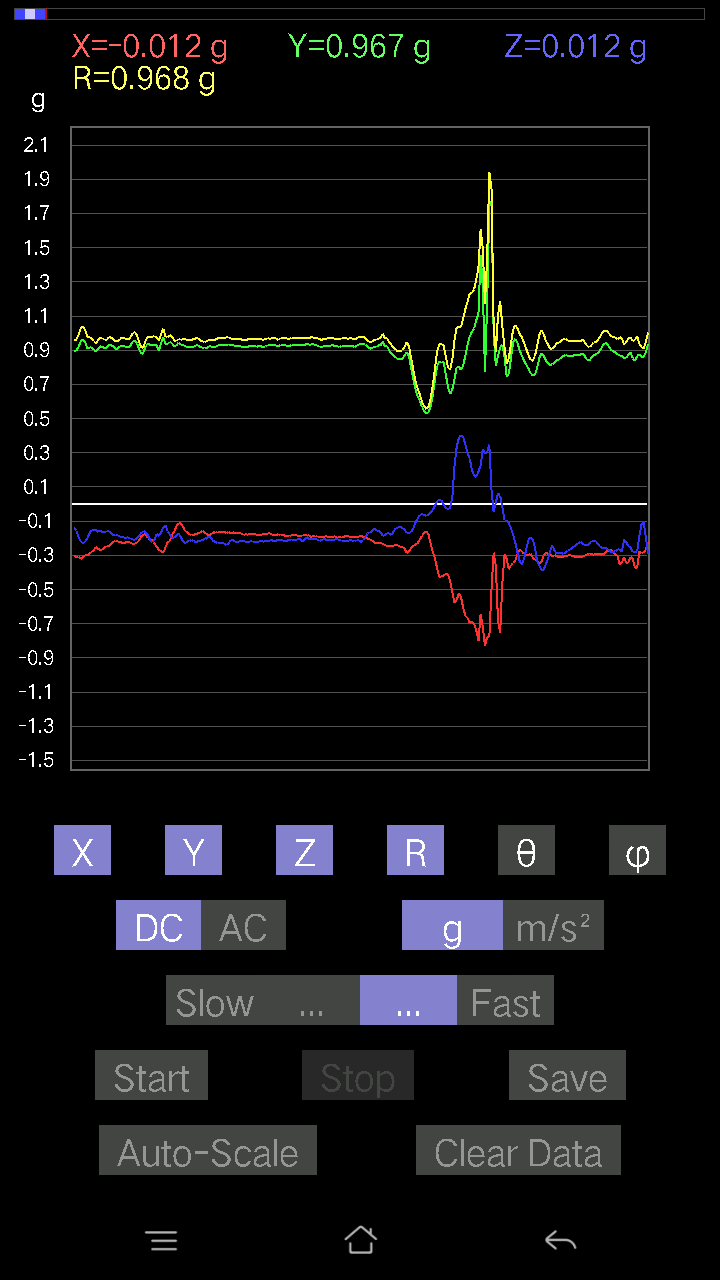 X=-0.012 g Y=0.967 g Z=0.012 g
R=0.968 g
g
2.1
1.9
1.7
1.5
1.3
1.1
0.9
0.7
0.5
0.3
0.1
-0.1
-0.3
-0.5
-0.7
-0.9
-1.1
-1.3
-1.5
X Y Z R θ φ
DC AC g m/s²
Slow ... ... Fast
Start Stop Save
Auto-Scale Clear Data